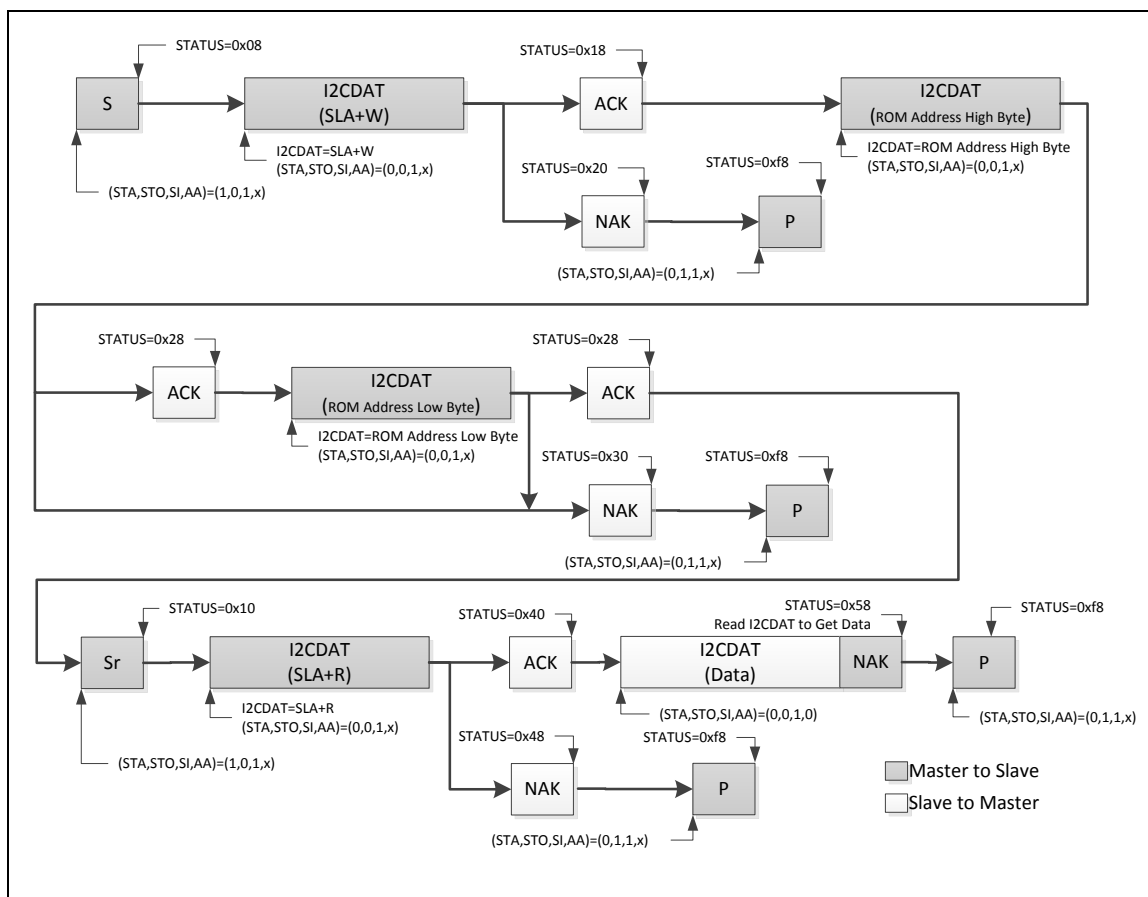 STATUS=0x08
STATUS=0x18
S
I2CDAT
(SLA+W)
ACK
I2CDAT
(ROM Address High Byte)
I2CDAT=SLA+W
(STA,STO,SI,AA)=(0,0,1,x)
I2CDAT=ROM Address High Byte
(STA,STO,SI,AA)=(0,0,1,x)
(STA,STO,SI,AA)=(1,0,1,x)
STATUS=0x20
STATUS=0xf8
NAK
P
(STA,STO,SI,AA)=(0,1,1,x)
STATUS=0x28
STATUS=0x28
ACK
I2CDAT
(ROM Address Low Byte)
ACK
I2CDAT=ROM Address Low Byte
(STA,STO,SI,AA)=(0,0,1,x)
STATUS=0x30
STATUS=0xf8
NAK
P
(STA,STO,SI,AA)=(0,1,1,x)
STATUS=0x10
STATUS=0x40
STATUS=0x58
Read I2CDAT to Get Data
STATUS=0xf8
Sr
I2CDAT
(SLA+R)
ACK
I2CDAT
(Data)
NAK
P
I2CDAT=SLA+R
(STA,STO,SI,AA)=(0,0,1,x)
(STA,STO,SI,AA)=(0,0,1,0)
(STA,STO,SI,AA)=(0,1,1,x)
(STA,STO,SI,AA)=(1,0,1,x)
STATUS=0x48
STATUS=0xf8
NAK
P
(STA,STO,SI,AA)=(0,1,1,x)
Master to Slave
Slave to Master